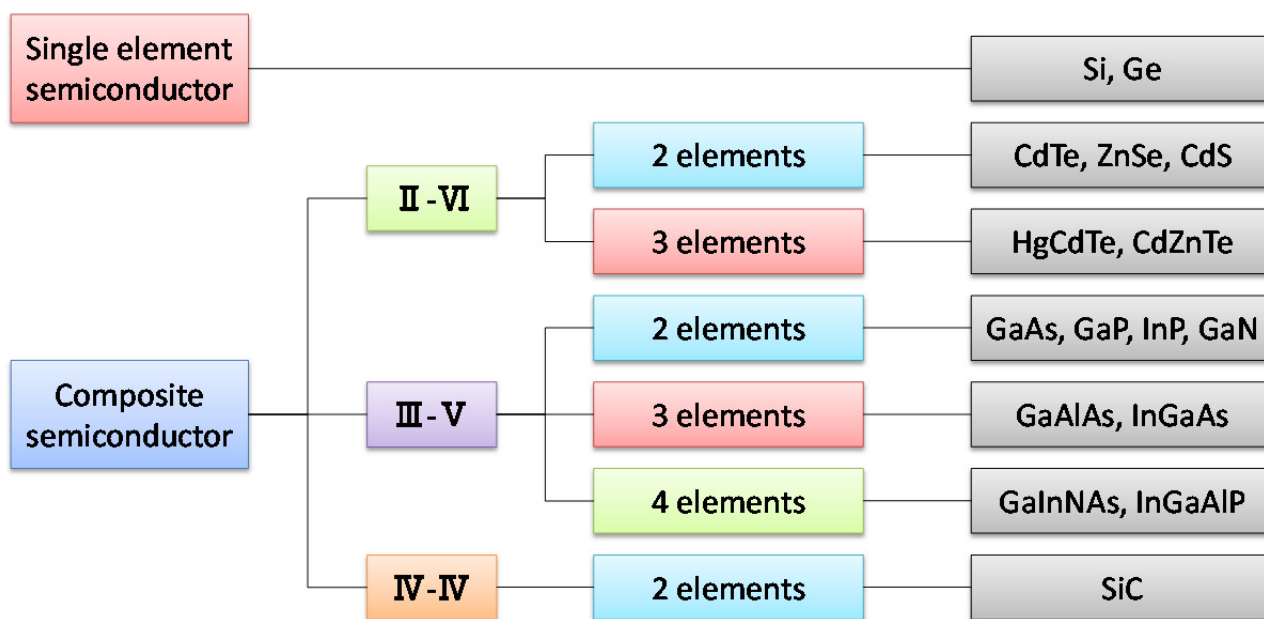 Single element
semiconductor
Si, Ge
2 elements
CdTe, ZnSe, CdS
Ⅱ-Ⅵ
3 elements
HgCdTe, CdZnTe
2 elements
GaAs, GaP, InP, GaN
Composite
semiconductor
Ⅲ-Ⅴ
3 elements
GaAlAs, InGaAs
4 elements
GaInNAs, InGaAlP
Ⅳ-Ⅳ
2 elements
SiC